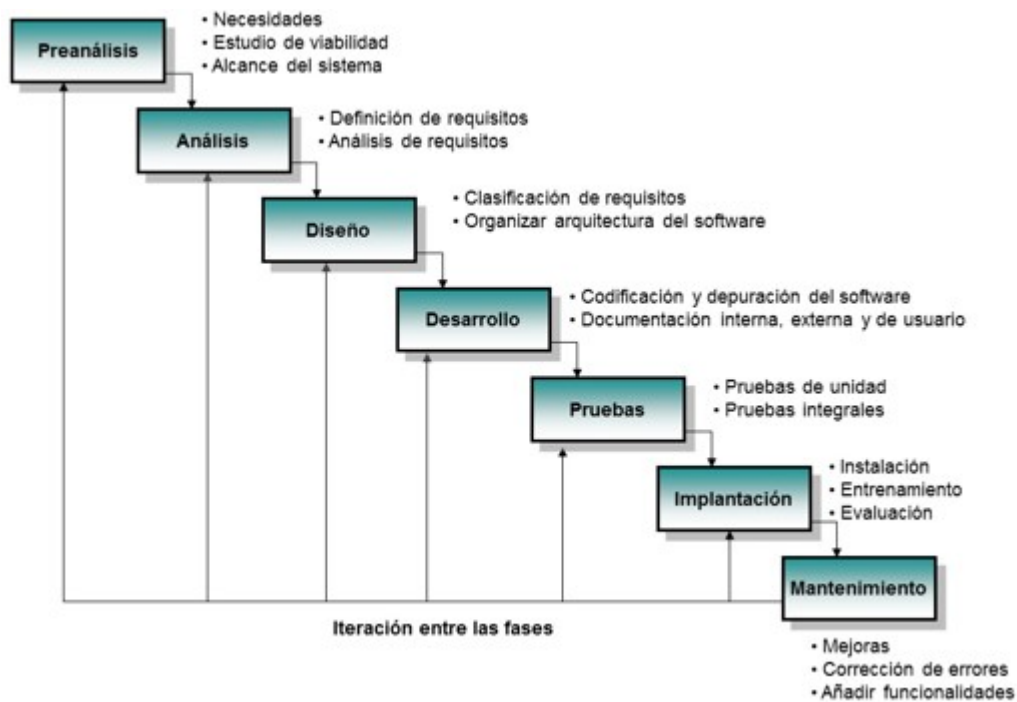 Preanálisis
• Necesidades
• Estudio de viabilidad
• Alcance del sistema
Análisis
• Definición de requisitos
• Análisis de requisitos
Diseño
• Clasificación de requisitos
• Organizar arquitectura del software
Desarrollo
• Codificación y depuración del software
• Documentación interna, externa y de usuario
Pruebas
• Pruebas de unidad
• Pruebas integrales
Implantación
• Instalación
• Entrenamiento
• Evaluación
Mantenimiento
Iteración entre las fases
• Mejoras
• Corrección de errores
• Añadir funcionalidades